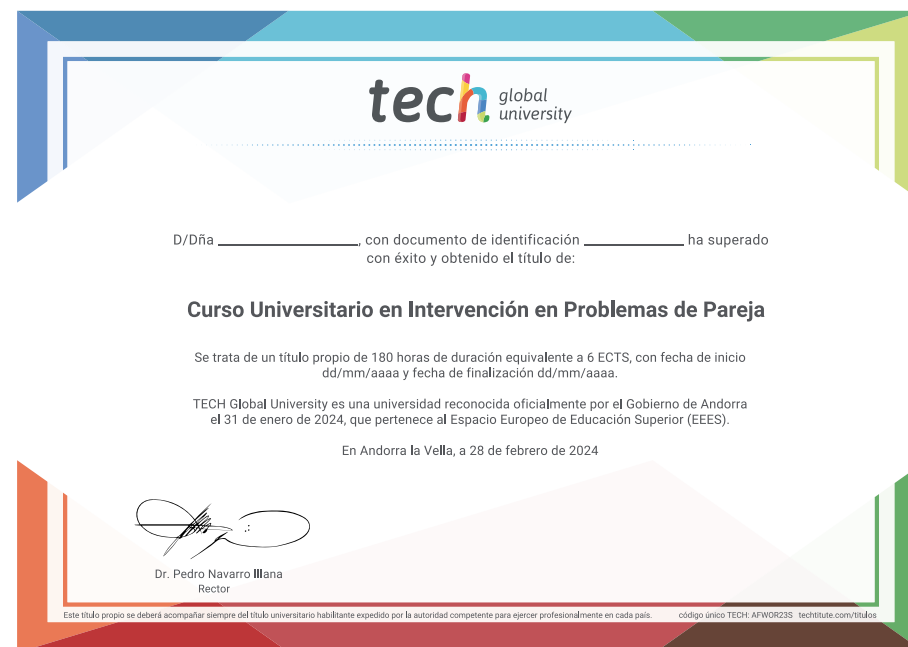 tech global university
D/Dña ____________, con documento de identificación ____________ ha superado
con éxito y obtenido el título de:
Curso Universitario en Intervención en Problemas de Pareja
Se trata de un título propio de 180 horas de duración equivalente a 6 ECTS, con fecha de inicio
dd/mm/aaaa y fecha de finalización dd/mm/aaaa.
TECH Global University es una universidad reconocida oficialmente por el Gobierno de Andorra
el 31 de enero de 2024, que pertenece al Espacio Europeo de Educación Superior (EEES).
En Andorra la Vella, a 28 de febrero de 2024
Dr. Pedro Navarro Illana
Rector
Este título propio se deberá acompañar siempre del título universitario habilitante expedido por la autoridad competente para ejercer profesionalmente en cada país. código único TECH: AFWOR23S techtitute.com/titulos